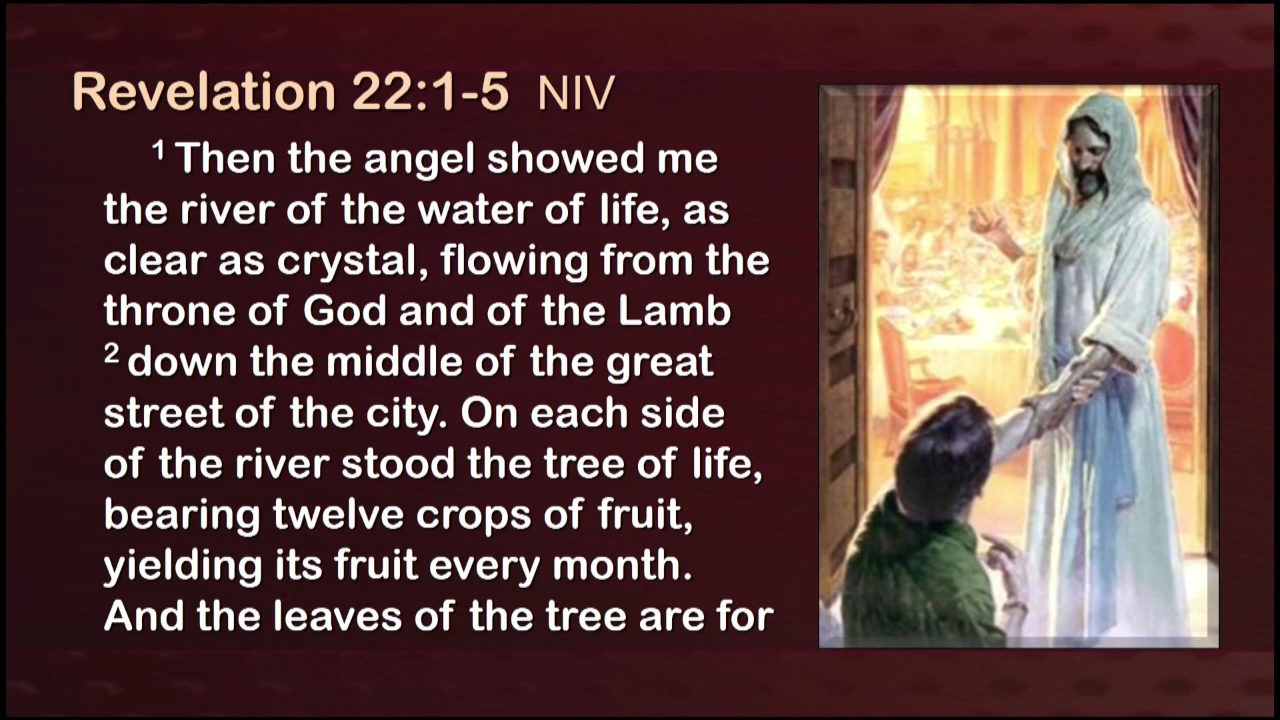 Revelation 22:1-5 NIV
1 Then the angel showed me
the river of the water of life, as
clear as crystal, flowing from the
throne of God and of the Lamb
2 down the middle of the great
street of the city. On each side
of the river stood the tree of life,
bearing twelve crops of fruit,
yielding its fruit every month.
And the leaves of the tree are for